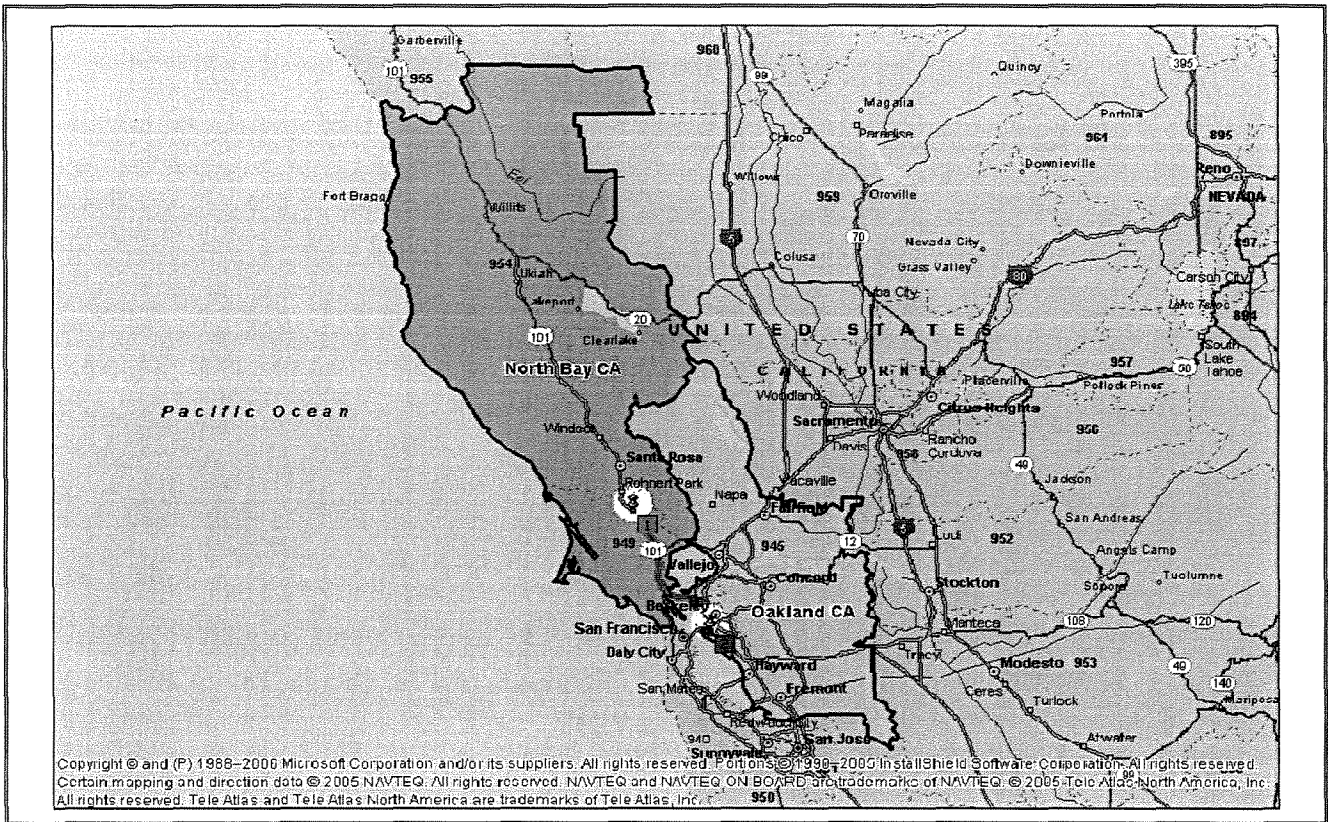 Garberville
960
99
395
101
955
Quincy
Magalia
Portola
Chico
Paradise
961
895
Downieville
Reno
Eel
Willows
959
Oroville
NEVADA
Fort Bragg
Willits
5
70
Nevada City
897
Colusa
Grass Valley
80
954
Ukiah
Carson City
Lakeport
Yuba City
Lake Tahoe
894
20
UNITED STATES
101
Clearlake
South
Lake
Tahoe
957
50
North Bay CA
CALIFORNIA
Placerville
Pollock Pines
Woodland
Citrus Heights
Pacific Ocean
Sacramento
956
Windsor
Davis
Rancho
Cordova
958
49
Santa Rosa
Jackson
Rohnert Park
Vacaville
Napa
San Andreas
Fairfield
1
5
949
101
945
12
Lodi
952
Angels Camp
Vallejo
Concord
Sonora
Tuolumne
Stockton
Berkeley
Oakland CA
San Francisco
Manteca
108
120
Daly City
Tracy
Hayward
Modesto
953
49
San Mateo
Fremont
Ceres
140
Turlock
Mariposa
Redwood City
940
San Jose
Sunnyvale
Atwater
Copyright © and (P) 1988–2006 Microsoft Corporation and/or its suppliers. All rights reserved. Portions © 1990–2005 InstallShield Software Corporation. All rights reserved.
Certain mapping and direction data © 2005 NAVTEQ. All rights reserved. NAVTEQ and NAVTEQ ON BOARD are trademarks of NAVTEQ. © 2005 Tele Atlas North America, Inc.
All rights reserved. Tele Atlas and Tele Atlas North America are trademarks of Tele Atlas, Inc.
99
950